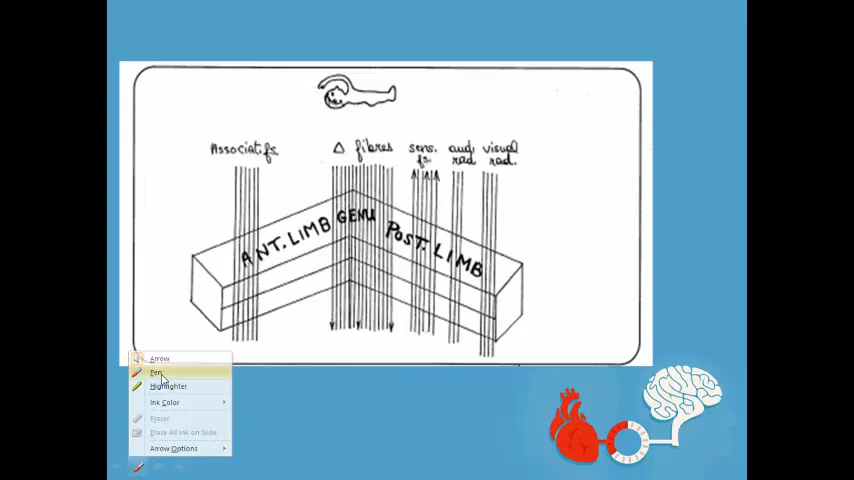 Associat. fs.
Δ fibres
sens. fs.
aud. rad
visual rad.
ANT. LIMB
GENU
POST. LIMB
Arrow
Pen
Highlighter
Ink Color
Eraser
Erase All Ink on Slide
Arrow Options